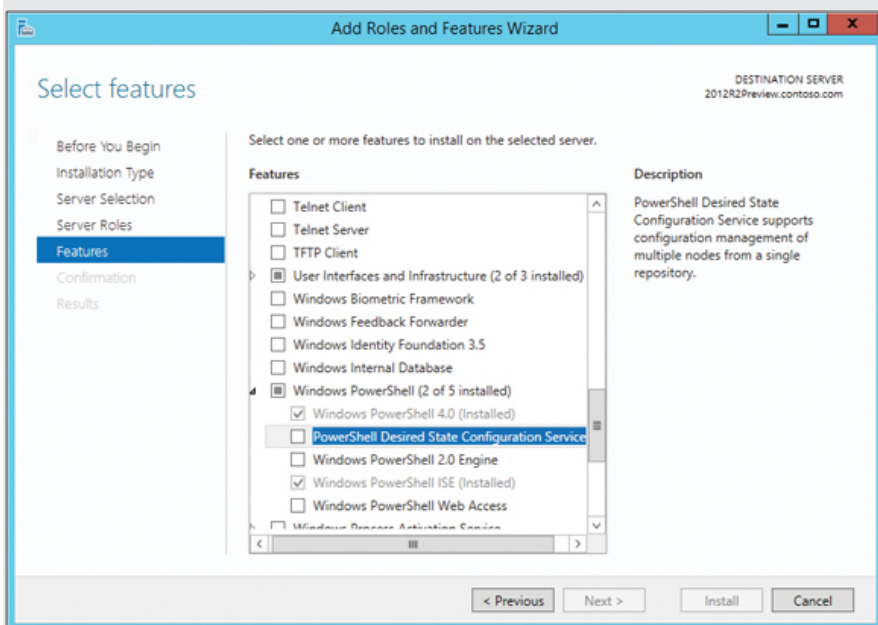 Add Roles and Features Wizard
Select features
DESTINATION SERVER
2012R2Preview.contoso.com
Before You Begin
Installation Type
Server Selection
Server Roles
Features
Confirmation
Results
Select one or more features to install on the selected server.
Features
Telnet Client
Telnet Server
TFTP Client
User Interfaces and Infrastructure (2 of 3 installed)
Windows Biometric Framework
Windows Feedback Forwarder
Windows Identity Foundation 3.5
Windows Internal Database
Windows PowerShell (2 of 5 installed)
Windows PowerShell 4.0 (Installed)
PowerShell Desired State Configuration Service
Windows PowerShell 2.0 Engine
Windows PowerShell ISE (Installed)
Windows PowerShell Web Access
Windows Process Activation Service
Description
PowerShell Desired State
Configuration Service supports
configuration management of
multiple nodes from a single
repository.
< Previous
Next >
Install
Cancel